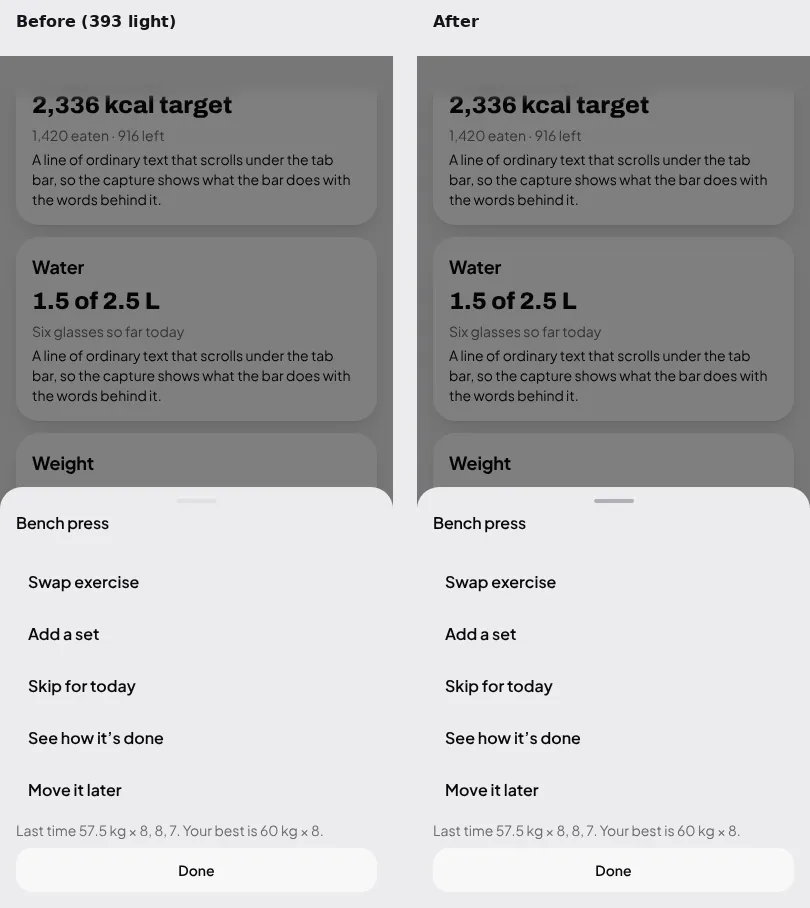 Before (393 light)
2,336 kcal target
1,420 eaten · 916 left
A line of ordinary text that scrolls under the tab
bar, so the capture shows what the bar does with
the words behind it.
Water
1.5 of 2.5 L
Six glasses so far today
A line of ordinary text that scrolls under the tab
bar, so the capture shows what the bar does with
the words behind it.
Weight
Bench press
Swap exercise
Add a set
Skip for today
See how it’s done
Move it later
Last time 57.5 kg × 8, 8, 7. Your best is 60 kg × 8.
Done
After
2,336 kcal target
1,420 eaten · 916 left
A line of ordinary text that scrolls under the tab
bar, so the capture shows what the bar does with
the words behind it.
Water
1.5 of 2.5 L
Six glasses so far today
A line of ordinary text that scrolls under the tab
bar, so the capture shows what the bar does with
the words behind it.
Weight
Bench press
Swap exercise
Add a set
Skip for today
See how it’s done
Move it later
Last time 57.5 kg × 8, 8, 7. Your best is 60 kg × 8.
Done